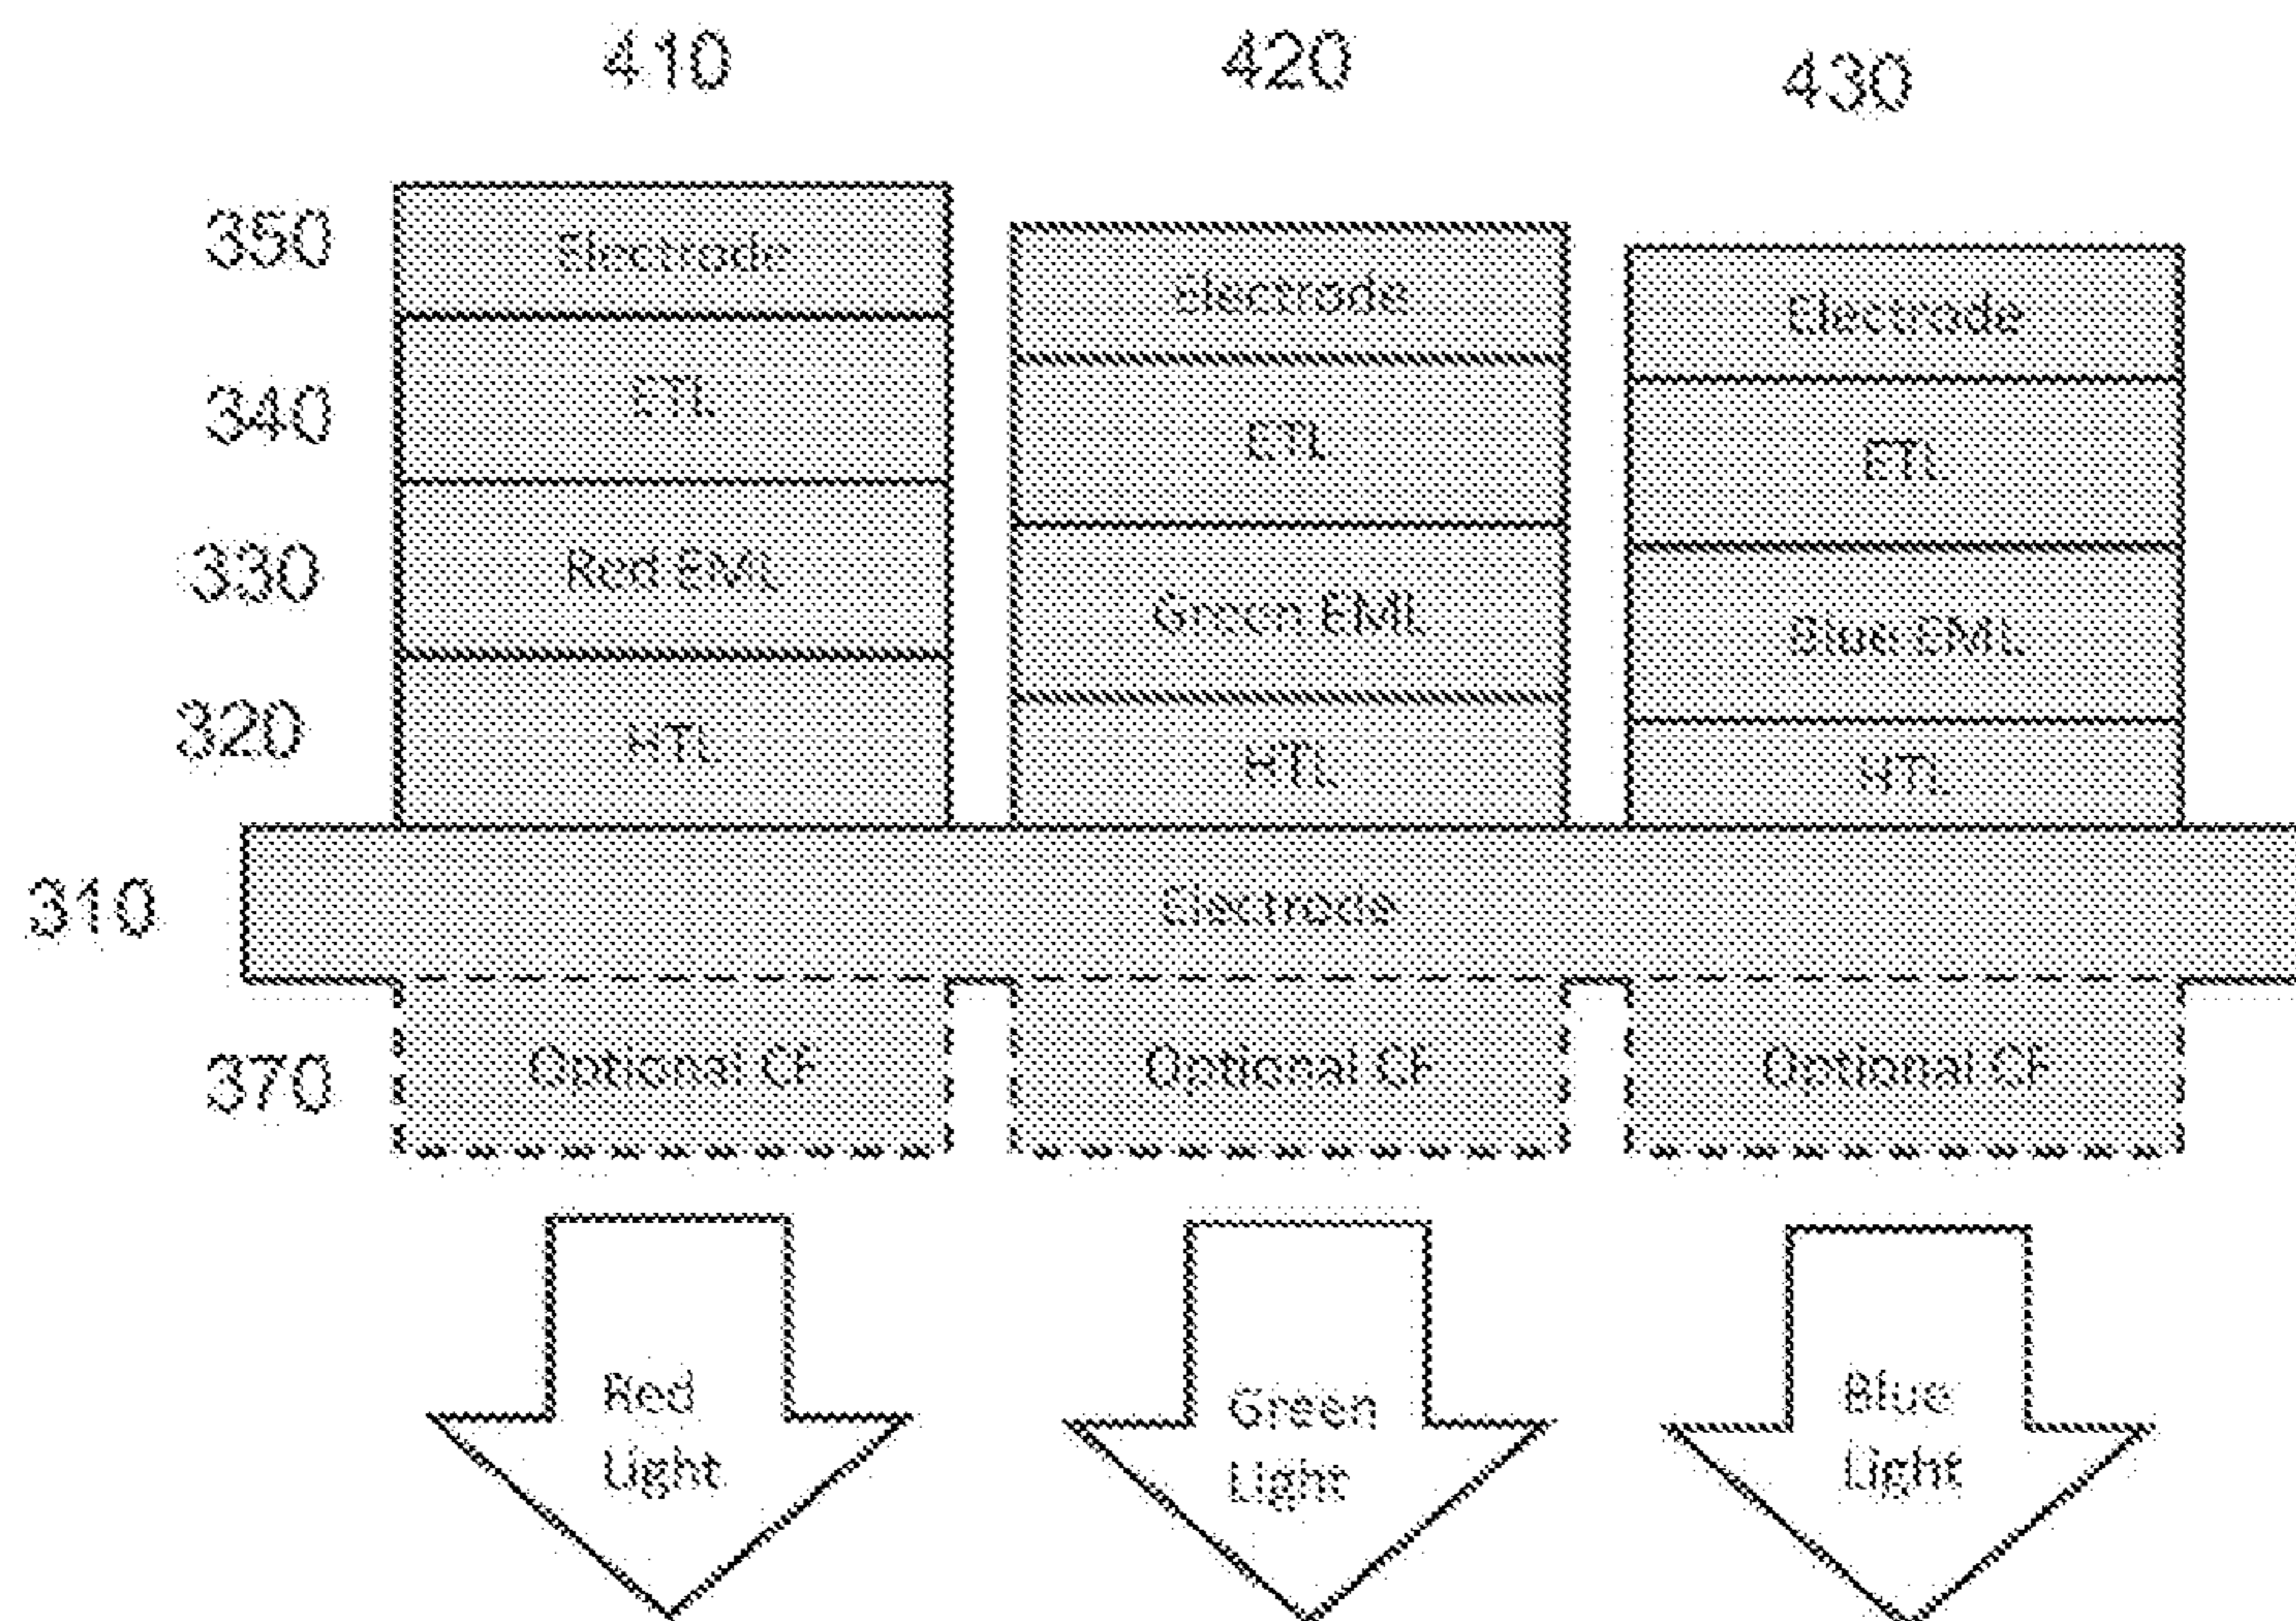 410 420 430
350 Electrode Electrode Electrode
340 ETL ETL ETL
330 Red EML Green EML Blue EML
320 HTL HTL HTL
310 Electrode
370 Optional CF Optional CF Optional CF
Red Green Blue
Light Light Light